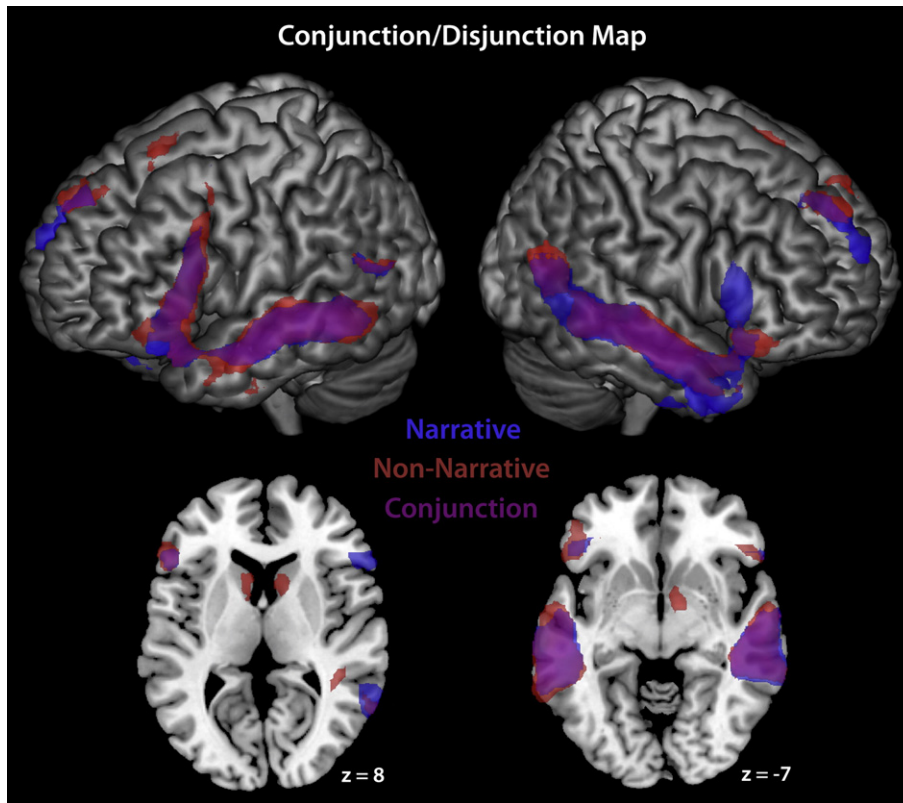 Conjunction/Disjunction Map
Narrative
Non-Narrative
Conjunction
z = 8
z = -7